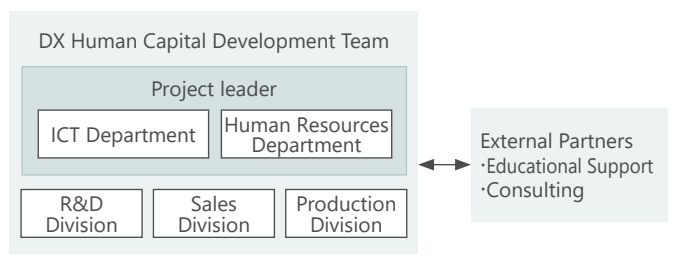 DX Human Capital Development Team
Project leader
ICT Department
Human Resources
Department
R&D
Division
Sales
Division
Production
Division
External Partners
·Educational Support
·Consulting